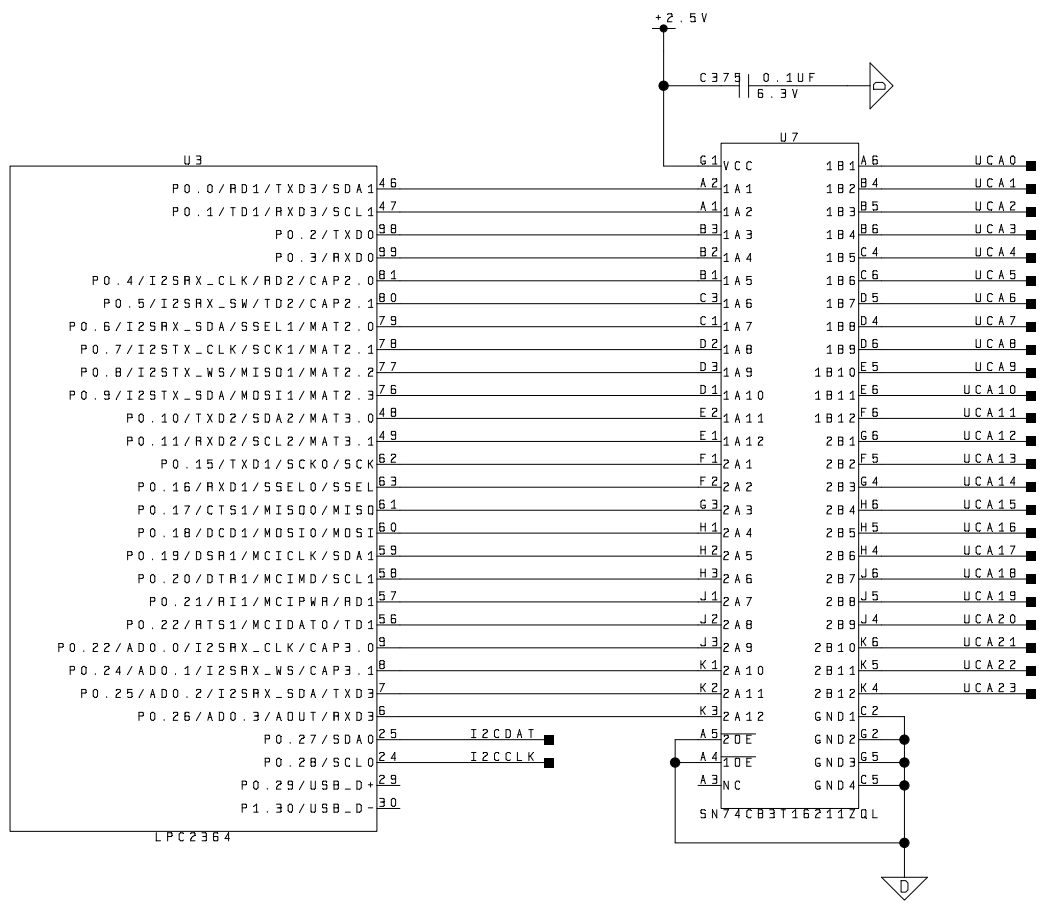 +2.5V
C375 0.1UF
6.3V
D
U3
U7
G1 VCC 1B1 A6 UCA0
P0.0/RD1/TXD3/SDA1 46 A2 1A1 1B2 B4 UCA1
P0.1/TD1/RXD3/SCL1 47 A1 1A2 1B3 B5 UCA2
P0.2/TXD0 98 B3 1A3 1B4 B6 UCA3
P0.3/RXD0 99 B2 1A4 1B5 C4 UCA4
P0.4/I2SRX_CLK/RD2/CAP2.0 81 B1 1A5 1B6 C6 UCA5
P0.5/I2SRX_SW/TD2/CAP2.1 80 C3 1A6 1B7 D5 UCA6
P0.6/I2SRX_SDA/SSEL1/MAT2.0 79 C1 1A7 1B8 D4 UCA7
P0.7/I2STX_CLK/SCK1/MAT2.1 78 D2 1A8 1B9 D6 UCA8
P0.8/I2STX_WS/MISO1/MAT2.2 77 D3 1A9 1B10 E5 UCA9
P0.9/I2STX_SDA/MOSI1/MAT2.3 76 D1 1A10 1B11 E6 UCA10
P0.10/TXD2/SDA2/MAT3.0 48 E2 1A11 1B12 F6 UCA11
P0.11/RXD2/SCL2/MAT3.1 49 E1 1A12 2B1 G6 UCA12
P0.15/TXD1/SCK0/SCK 62 F1 2A1 2B2 F5 UCA13
P0.16/RXD1/SSEL0/SSEL 63 F2 2A2 2B3 G4 UCA14
P0.17/CTS1/MISO0/MISO 61 G3 2A3 2B4 H6 UCA15
P0.18/DCD1/MOSI0/MOSI 60 H1 2A4 2B5 H5 UCA16
P0.19/DSR1/MCICLK/SDA1 59 H2 2A5 2B6 H4 UCA17
P0.20/DTR1/MCIMD/SCL1 58 H3 2A6 2B7 J6 UCA18
P0.21/RI1/MCIPWR/RD1 57 J1 2A7 2B8 J5 UCA19
P0.22/RTS1/MCIDAT0/TD1 56 J2 2A8 2B9 J4 UCA20
P0.22/AD0.0/I2SRX_CLK/CAP3.0 9 J3 2A9 2B10 K6 UCA21
P0.24/AD0.1/I2SRX_WS/CAP3.1 8 K1 2A10 2B11 K5 UCA22
P0.25/AD0.2/I2SRX_SDA/TXD3 7 K2 2A11 2B12 K4 UCA23
P0.26/AD0.3/AOUT/RXD3 6 K3 2A12 GND1 C2
P0.27/SDA0 25 I2CDAT A5 2OE GND2 G2
P0.28/SCL0 24 I2CCLK A4 1OE GND3 G5
P0.29/USB_D+ 29 A3 NC GND4 C5
P1.30/USB_D- 30
SN74CB3T16211ZQL
LPC2364
D